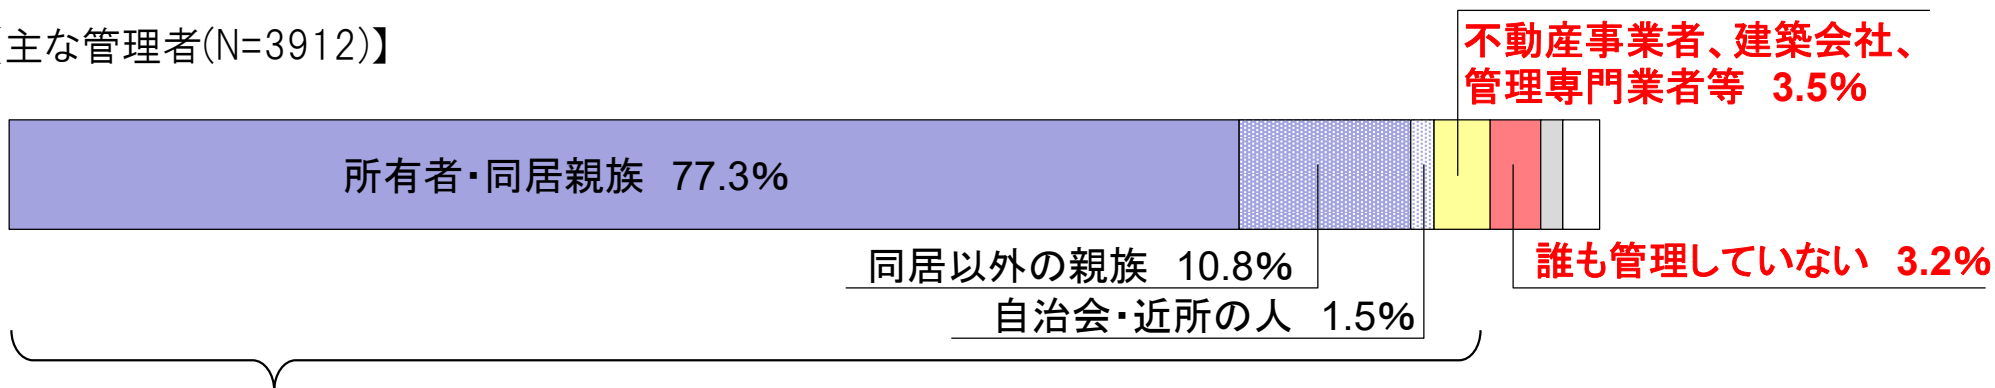 【主な管理者(N=3912)】
不動産事業者、建築会社、
管理専門業者等 3.5%
所有者・同居親族 77.3%
同居以外の親族 10.8%
誰も管理していない 3.2%
自治会・近所の人 1.5%